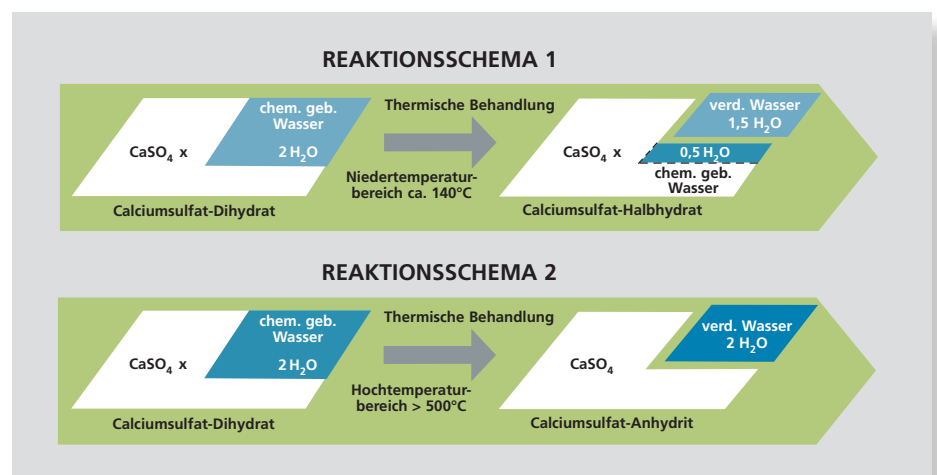 REAKTIONSSCHEMA 1
chem. geb.
Wasser
2 H₂O
CaSO₄ x
Calciumsulfat-Dihydrat
Thermische Behandlung
Niedertemperatur-
bereich ca. 140°C
verd. Wasser
1,5 H₂O
CaSO₄ x
0,5 H₂O
chem. geb.
Wasser
Calciumsulfat-Halbhydrat
REAKTIONSSCHEMA 2
chem. geb.
Wasser
2 H₂O
CaSO₄ x
Calciumsulfat-Dihydrat
Thermische Behandlung
Hochtemperatur-
bereich > 500°C
verd. Wasser
2 H₂O
CaSO₄
Calciumsulfat-Anhydrit